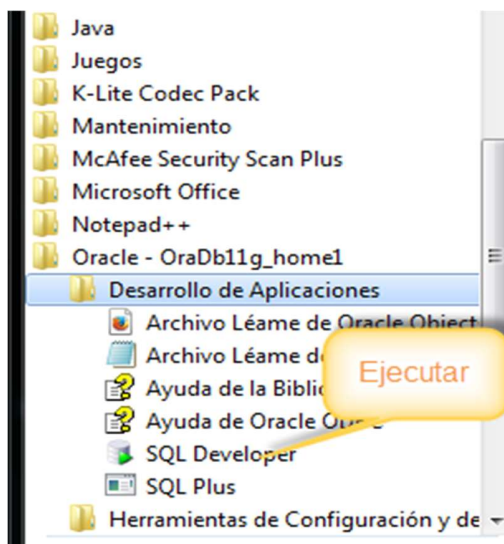 Java
Juegos
K-Lite Codec Pack
Mantenimiento
McAfee Security Scan Plus
Microsoft Office
Notepad++
Oracle - OraDb11g_home1
Desarrollo de Aplicaciones
Archivo Léame de Oracle Object
Archivo Léame d
Ejecutar
Ayuda de la Biblio
Ayuda de Oracle
SQL Developer
SQL Plus
Herramientas de Configuración y de